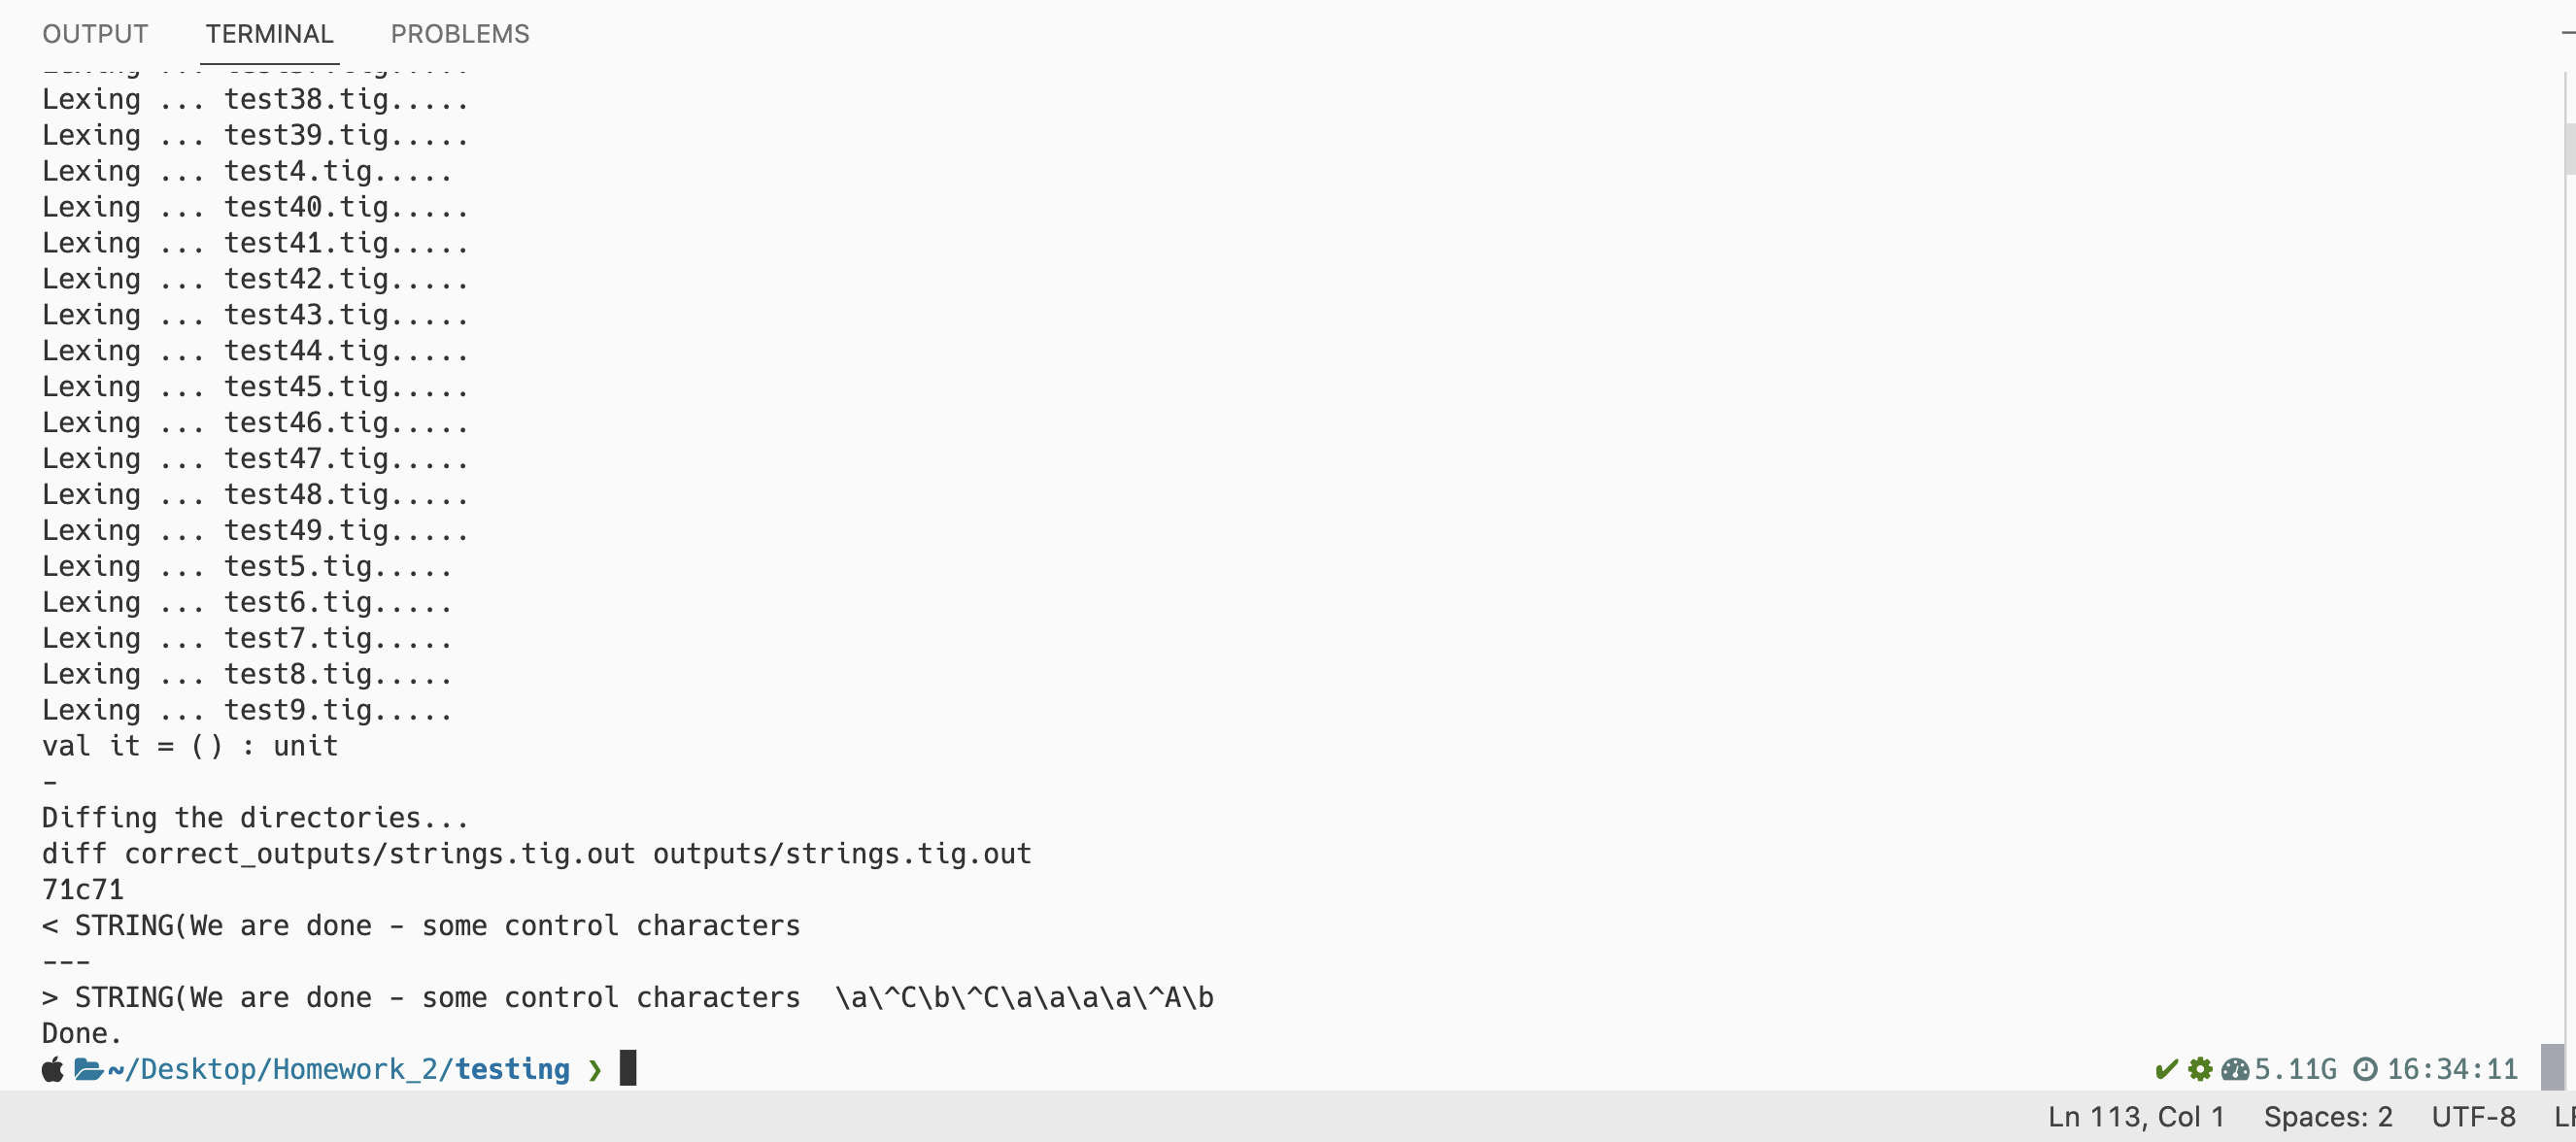 OUTPUT TERMINAL PROBLEMS
Lexing ... test38.tig.....
Lexing ... test39.tig.....
Lexing ... test4.tig.....
Lexing ... test40.tig.....
Lexing ... test41.tig.....
Lexing ... test42.tig.....
Lexing ... test43.tig.....
Lexing ... test44.tig.....
Lexing ... test45.tig.....
Lexing ... test46.tig.....
Lexing ... test47.tig.....
Lexing ... test48.tig.....
Lexing ... test49.tig.....
Lexing ... test5.tig.....
Lexing ... test6.tig.....
Lexing ... test7.tig.....
Lexing ... test8.tig.....
Lexing ... test9.tig.....
val it = () : unit
-
Diffing the directories...
diff correct_outputs/strings.tig.out outputs/strings.tig.out
71c71
< STRING(We are done - some control characters
---
> STRING(We are done - some control characters  \a\^C\b\^C\a\a\a\a\^A\b
Done.
~/Desktop/Homework_2/testing ❯ ✔ 5.11G 16:34:11
Ln 113, Col 1 Spaces: 2 UTF-8